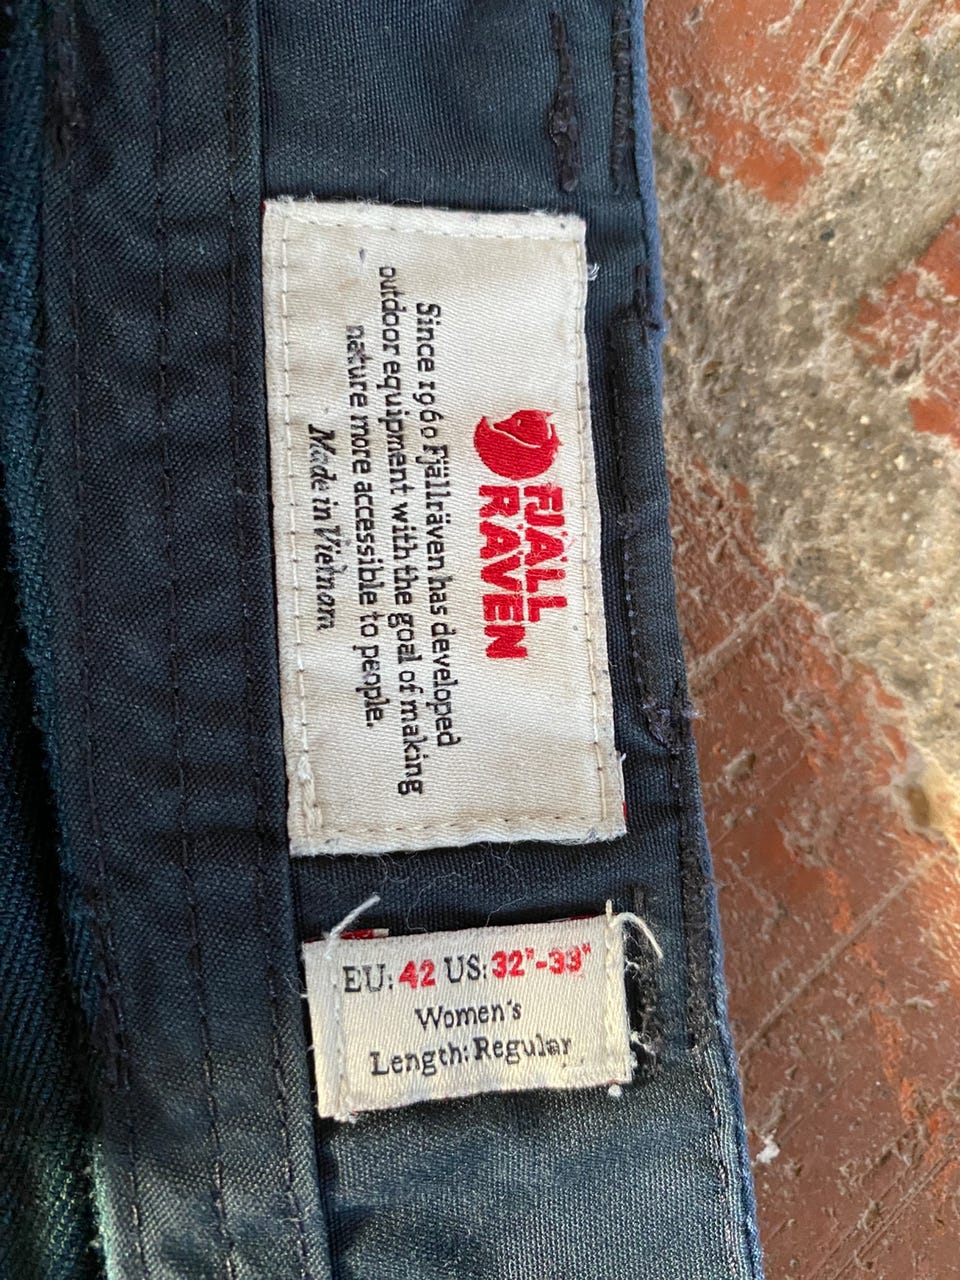 FJÄLL
RÄVEN
Since 1960 Fjällräven has developed
outdoor equipment with the goal of making
nature more accessible to people.
Made in Vietnam
EU: 42 US: 32"-33"
Women's
Length: Regular